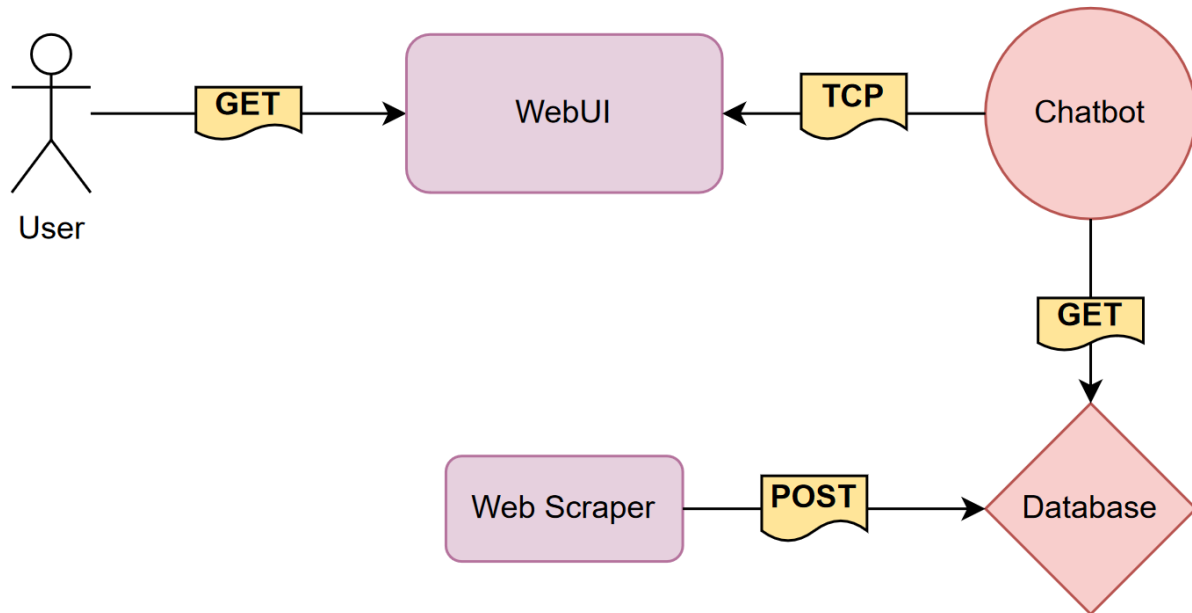 GET
WebUI
TCP
Chatbot
User
GET
Web Scraper
POST
Database